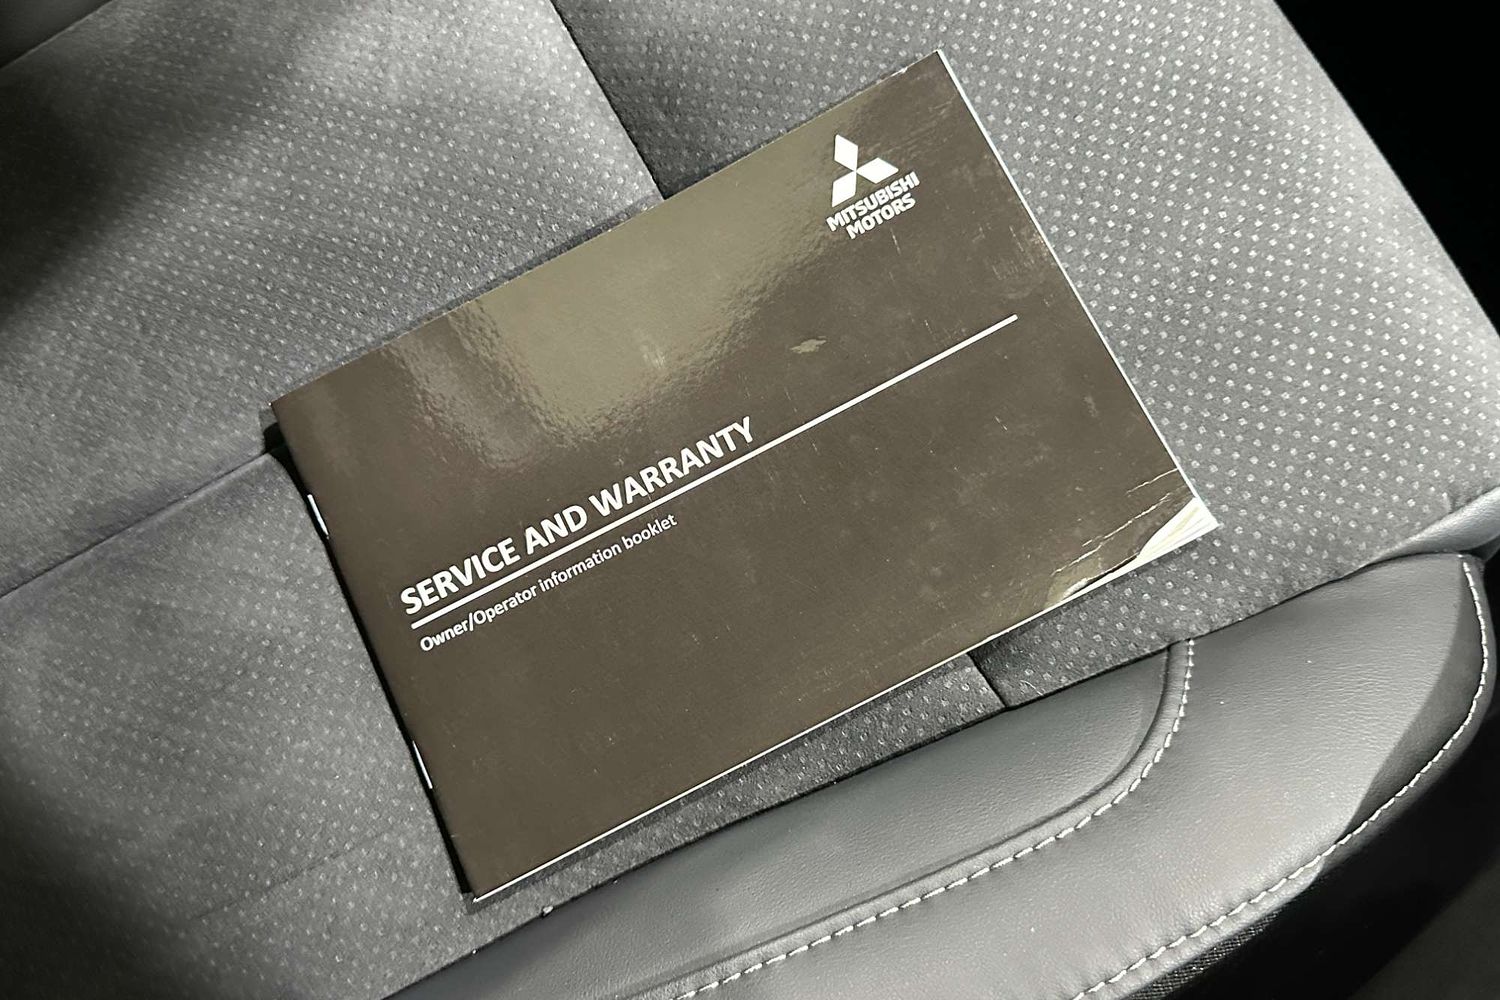 MITSUBISHI
MOTORS
SERVICE AND WARRANTY
Owner/Operator information booklet